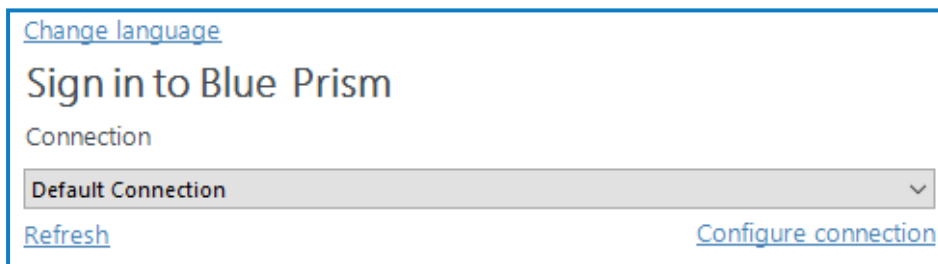 Change language
Sign in to Blue Prism
Connection
Default Connection
Refresh Configure connection